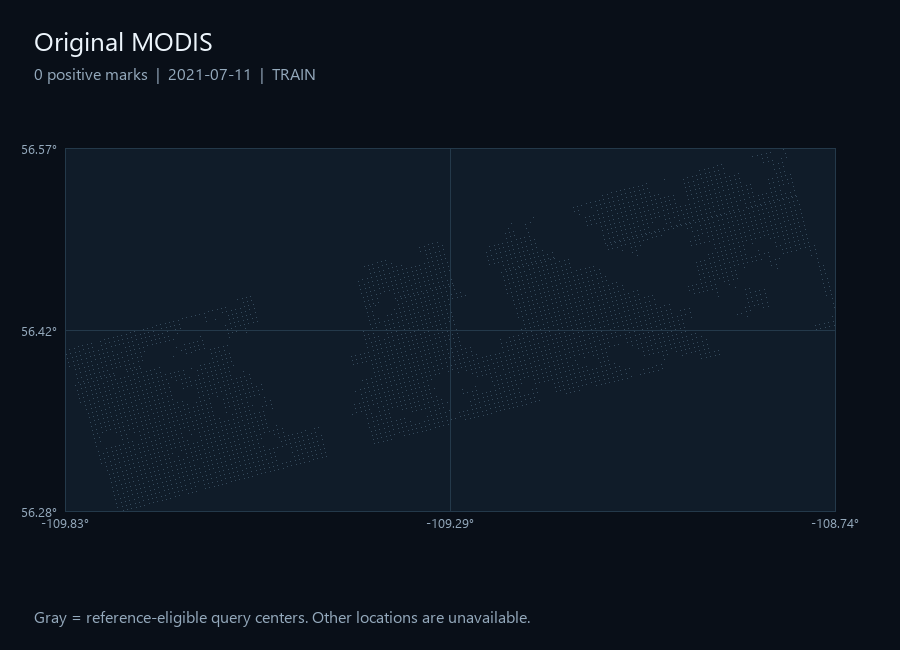 Original MODIS
0 positive marks | 2021-07-11 | TRAIN
56.57°
56.42°
56.28°
-109.83° -109.29° -108.74°
Gray = reference-eligible query centers. Other locations are unavailable.